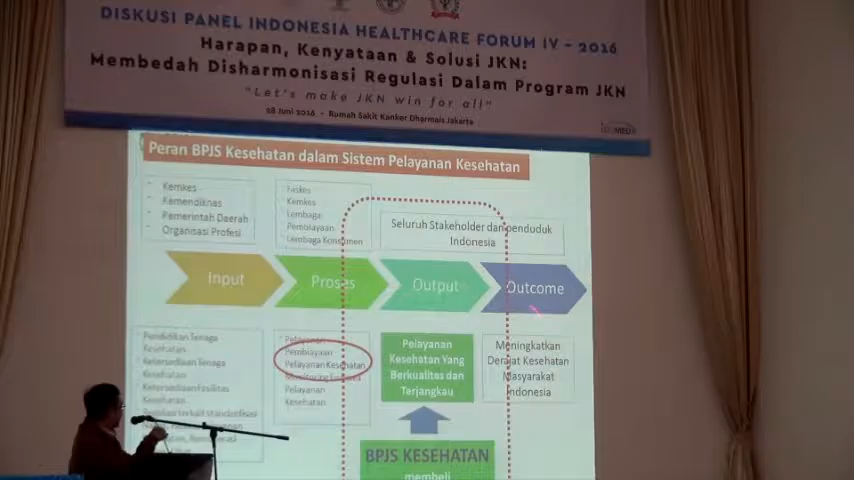 DISKUSI PANEL INDONESIA HEALTHCARE FORUM IV - 2016
Harapan, Kenyataan & Solusi JKN:
Membedah Disharmonisasi Regulasi Dalam Program JKN
"Let's make JKN win for all"
28 Juni 2016 - Rumah Sakit Kanker Dharmais Jakarta
Peran BPJS Kesehatan dalam Sistem Pelayanan Kesehatan
- Kemkes
- Kemendiknas
- Pemerintah Daerah
- Organisasi Profesi
Faskes
Kemkes
Lembaga
Pembiayaan
Lembaga Konsumen
Seluruh Stakeholder dan penduduk
Indonesia
Input
Proses
Output
Outcome
Pendidikan Tenaga
Kesehatan
Ketersediaan Tenaga
Kesehatan
Ketersediaan Fasilitas
Kesehatan
Regulasi terkait standarisasi
Pelayanan
Pembiayaan
Pelayanan Kesehatan
Pelayanan
Kesehatan
Pelayanan
Kesehatan Yang
Berkualitas dan
Terjangkau
Meningkatkan
Derajat Kesehatan
Masyarakat
Indonesia
BPJS KESEHATAN
membeli